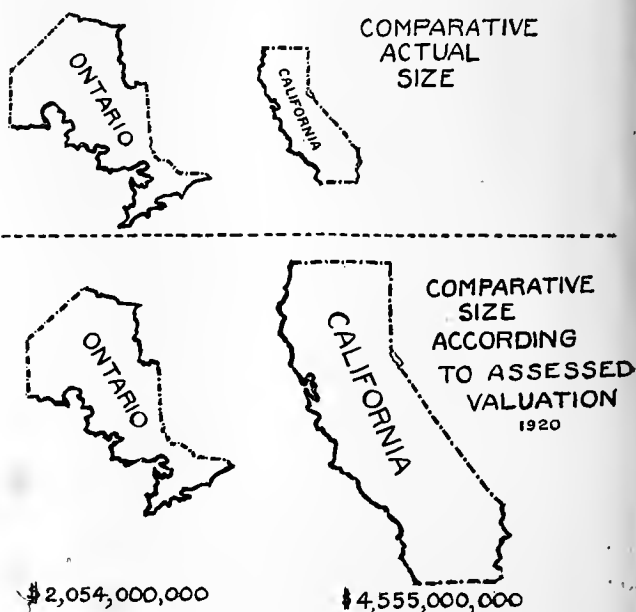 COMPARATIVE
ACTUAL
SIZE
ONTARIO
CALIFORNIA
COMPARATIVE
SIZE
ACCORDING
TO ASSESSED
VALUATION
1920
ONTARIO
CALIFORNIA
$2,054,000,000
$4,555,000,000